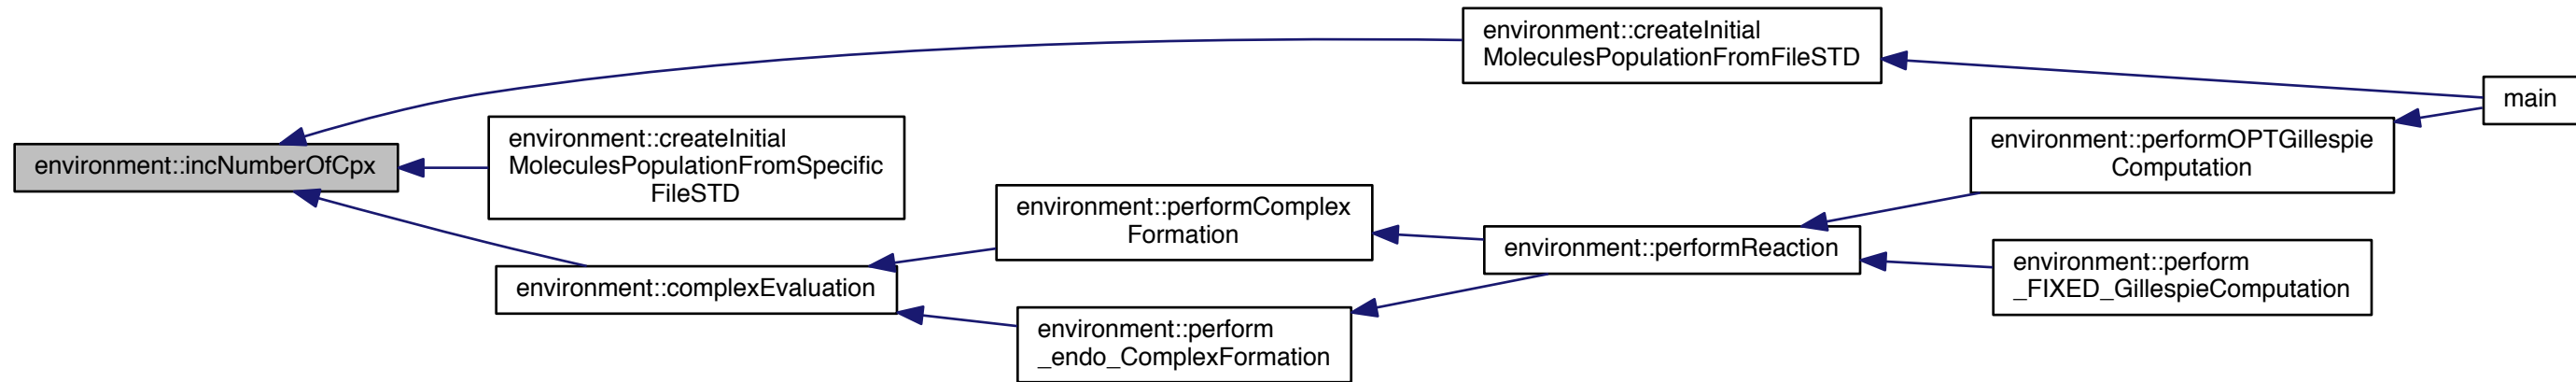 environment::incNumberOfCpx
environment::createInitial
MoleculesPopulationFromFileSTD
environment::createInitial
MoleculesPopulationFromSpecific
FileSTD
environment::complexEvaluation
environment::performComplex
Formation
environment::perform
_endo_ComplexFormation
environment::performReaction
environment::performOPTGillespie
Computation
environment::perform
_FIXED_GillespieComputation
main